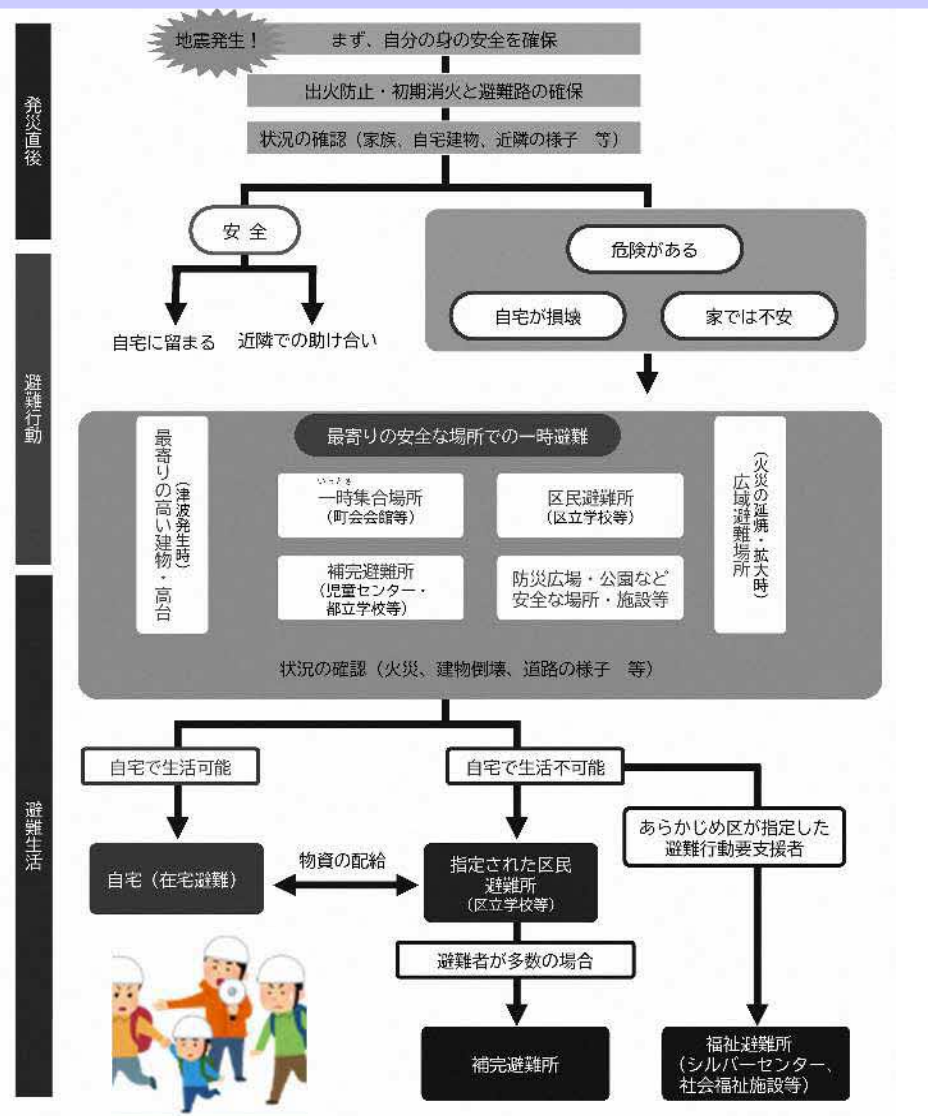 発災直後
地震発生！
まず、自分の身の安全を確保
出火防止・初期消火と避難路の確保
状況の確認（家族、自宅建物、近隣の様子　等）
安 全
危険がある
自宅が損壊
家では不安
自宅に留まる
近隣での助け合い
避難行動
最寄りの安全な場所での一時避難
最寄りの高い建物・高台
（津波発生時）
いっとき
一時集合場所
（町会会館等）
区民避難所
（区立学校等）
補完避難所
（児童センター・
都立学校等）
防災広場・公園など
安全な場所・施設等
（火災の延焼・拡大時）
広域避難場所
状況の確認（火災、建物倒壊、道路の様子　等）
避難生活
自宅で生活可能
自宅で生活不可能
あらかじめ区が指定した
避難行動要支援者
自宅（在宅避難）
物資の配給
指定された区民
避難所
（区立学校等）
避難者が多数の場合
補完避難所
福祉避難所
（シルバーセンター、
社会福祉施設等）